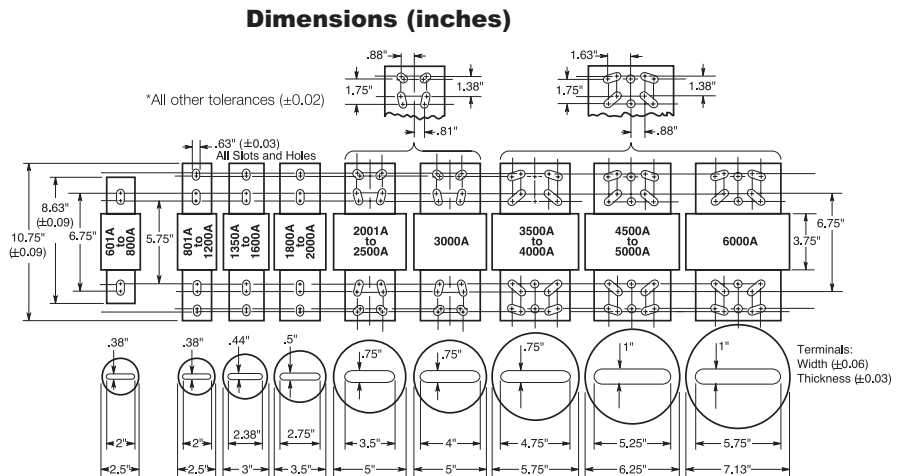 Dimensions (inches)
.88"
1.63"
1.75"
1.38"
1.75"
1.38"
*All other tolerances (±0.02)
.81"
.88"
.63" (±0.03)
All Slots and Holes
8.63"
(±0.09)
10.75"
(±0.09)
6.75"
5.75"
601A
to
800A
801A
to
1200A
1350A
to
1600A
1800A
to
2000A
2001A
to
2500A
3000A
3500A
to
4000A
4500A
to
5000A
6000A
3.75"
6.75"
.38"
.38"
.44"
.5"
.75"
.75"
.75"
1"
1"
Terminals:
Width (±0.06)
Thickness (±0.03)
2"
2"
2.38"
2.75"
3.5"
4"
4.75"
5.25"
5.75"
2.5"
2.5"
3"
3.5"
5"
5"
5.75"
6.25"
7.13"